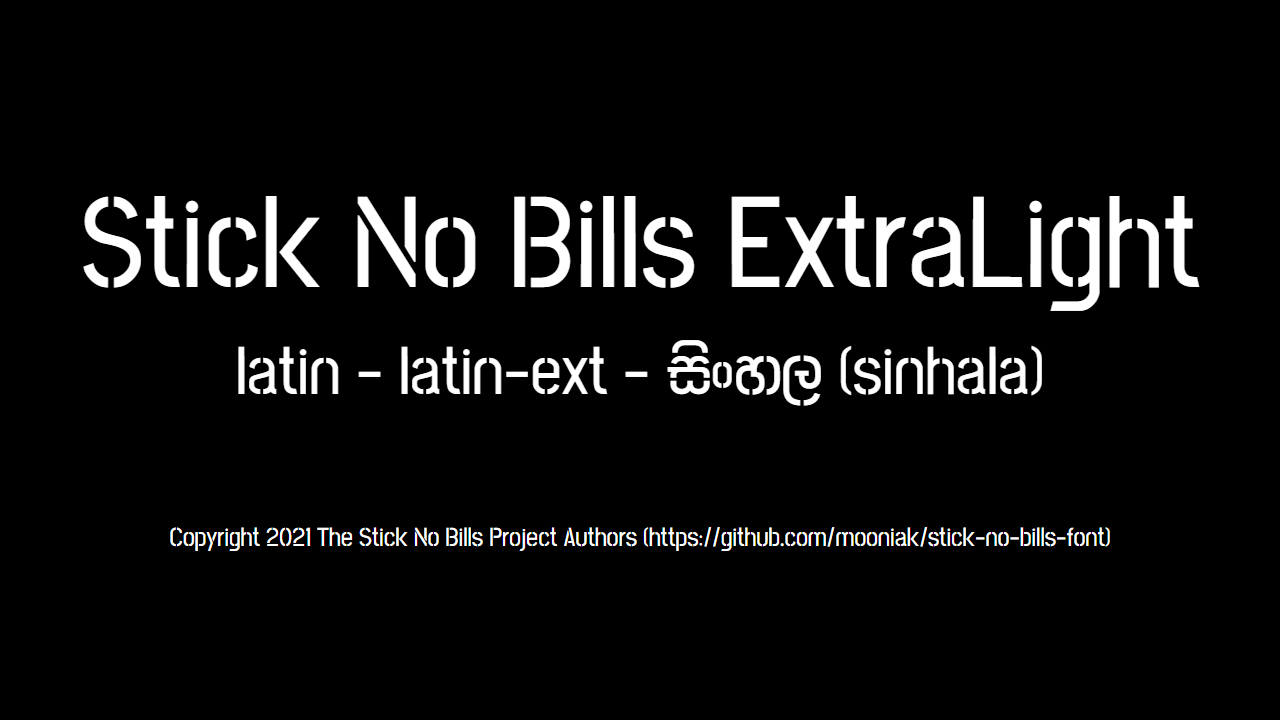 Stick No Bills ExtraLight
latin - latin-ext - සිංහල (sinhala)
Copyright 2021 The Stick No Bills Project Authors (https://github.com/mooniak/stick-no-bills-font)